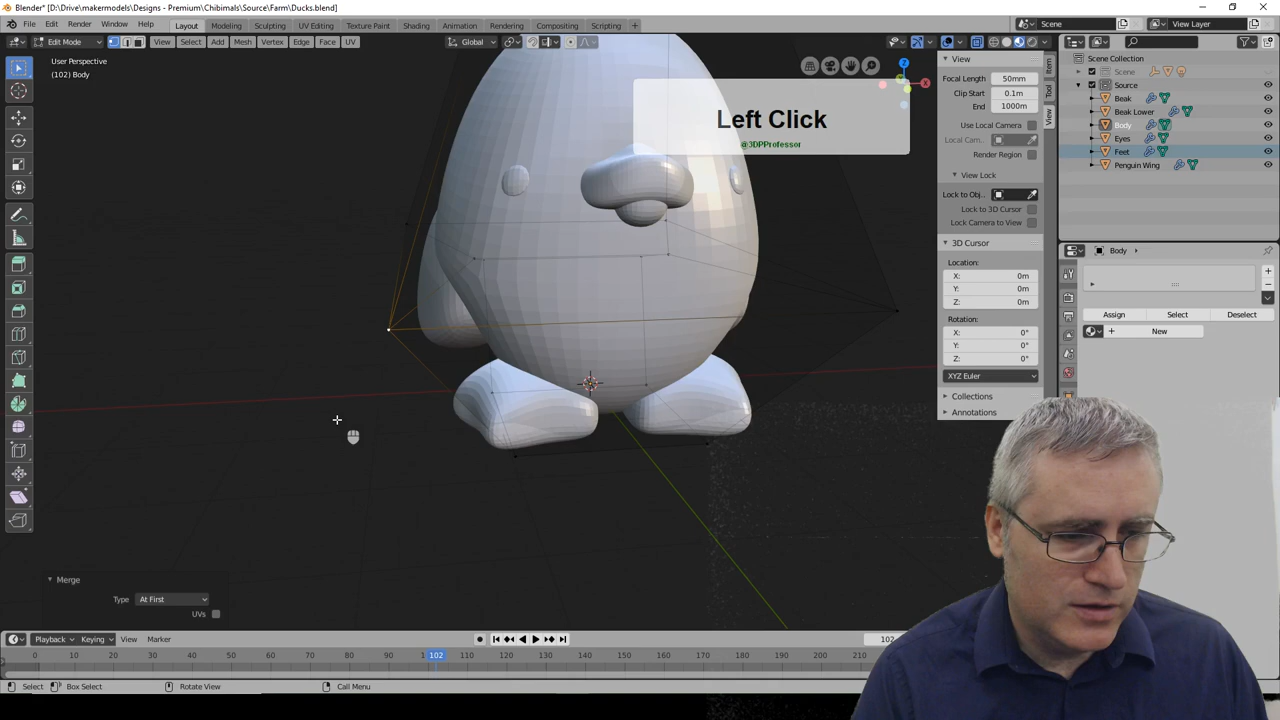 Blender* [D:\Drive\makermodels\Designs - Premium\Chibimals\Source\Farm\Ducks.blend]
File Edit Render Window Help Layout Modeling Sculpting UV Editing Texture Paint Shading Animation Rendering Compositing Scripting + Scene View Layer
Edit Mode View Select Add Mesh Vertex Edge Face UV Global
User Perspective
(102) Body
Left Click
@3DPProfessor
Z
X
View
Focal Length 50mm
Clip Start 0.1m
End 1000m
Use Local Camera
Local Cam..
Render Region
View Lock
Lock to Obj..
Lock to 3D Cursor
Lock Camera to View
3D Cursor
Location:
X: 0m
Y: 0m
Z: 0m
Rotation:
X: 0°
Y: 0°
Z: 0°
XYZ Euler
Collections
Annotations
Item
Tool
View
Scene Collection
Scene
Source
Beak
Beak Lower
Body
Eyes
Feet
Penguin Wing
Body
Assign Select Deselect
New
Merge
Type At First
UVs
Playback Keying View Marker 102
0 10 20 30 40 50 60 70 80 90 1 102 110 120 130 140 150 160 170 180 190 200 210
Select Box Select Rotate View Call Menu